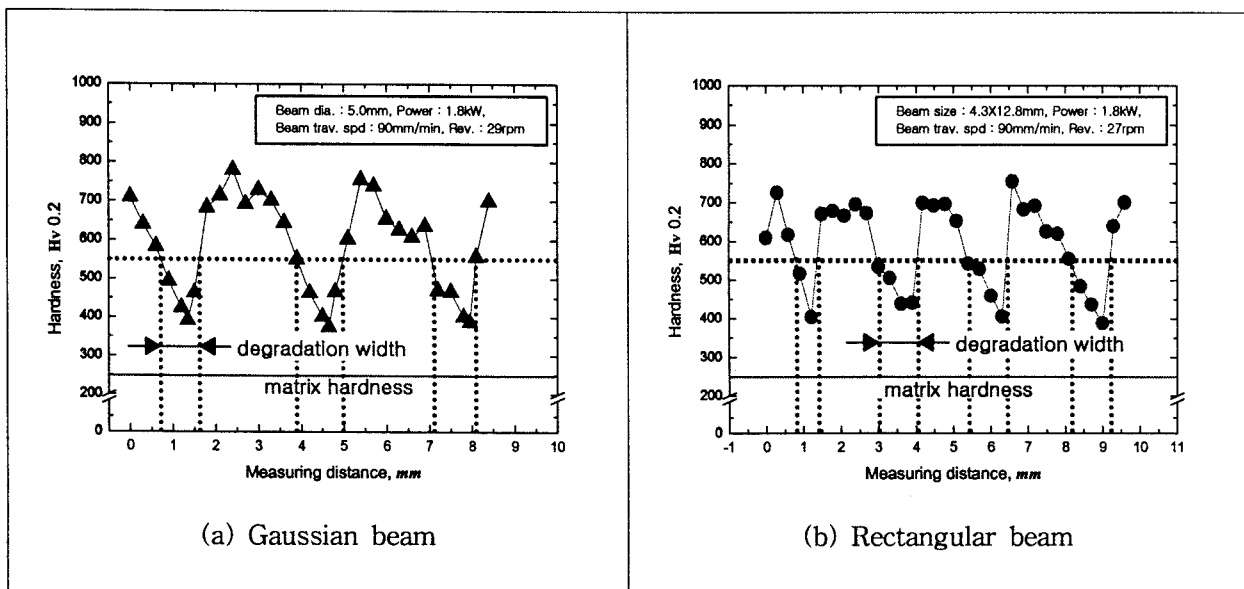 Beam dia. : 5.0mm, Power : 1.8kW,
Beam trav. spd : 90mm/min, Rev. : 29rpm
Hardness, Hv 0.2
1000
900
800
700
600
500
400
300
200
0
degradation width
matrix hardness
0 1 2 3 4 5 6 7 8 9 10
Measuring distance, mm
(a) Gaussian beam
Beam size : 4.3X12.8mm, Power : 1.8kW,
Beam trav. spd : 90mm/min, Rev. : 27rpm
Hardness, Hv 0.2
1000
900
800
700
600
500
400
300
200
0
degradation width
matrix hardness
-1 0 1 2 3 4 5 6 7 8 9 10 11
Measuring distance, mm
(b) Rectangular beam